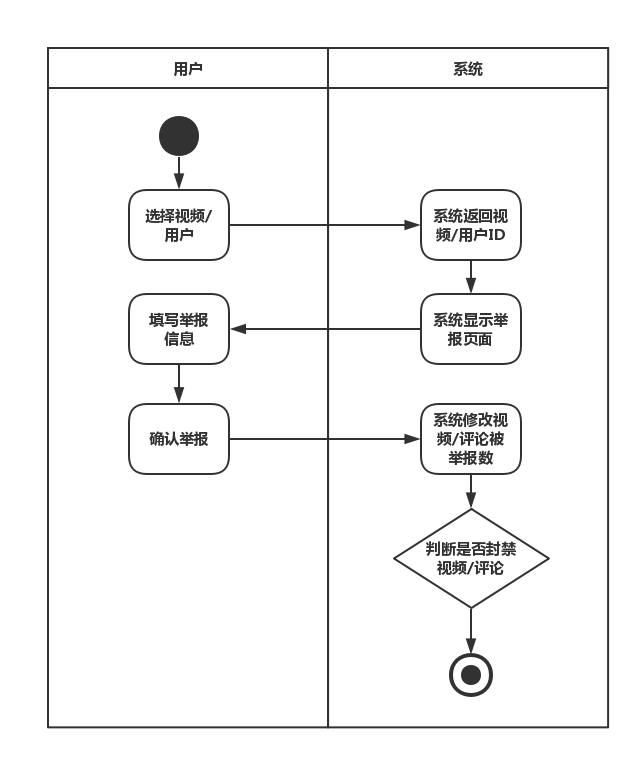 用户
系统
选择视频/
用户
系统返回视
频/用户ID
填写举报
信息
系统显示举
报页面
确认举报
系统修改视
频/评论被
举报数
判断是否封禁
视频/评论